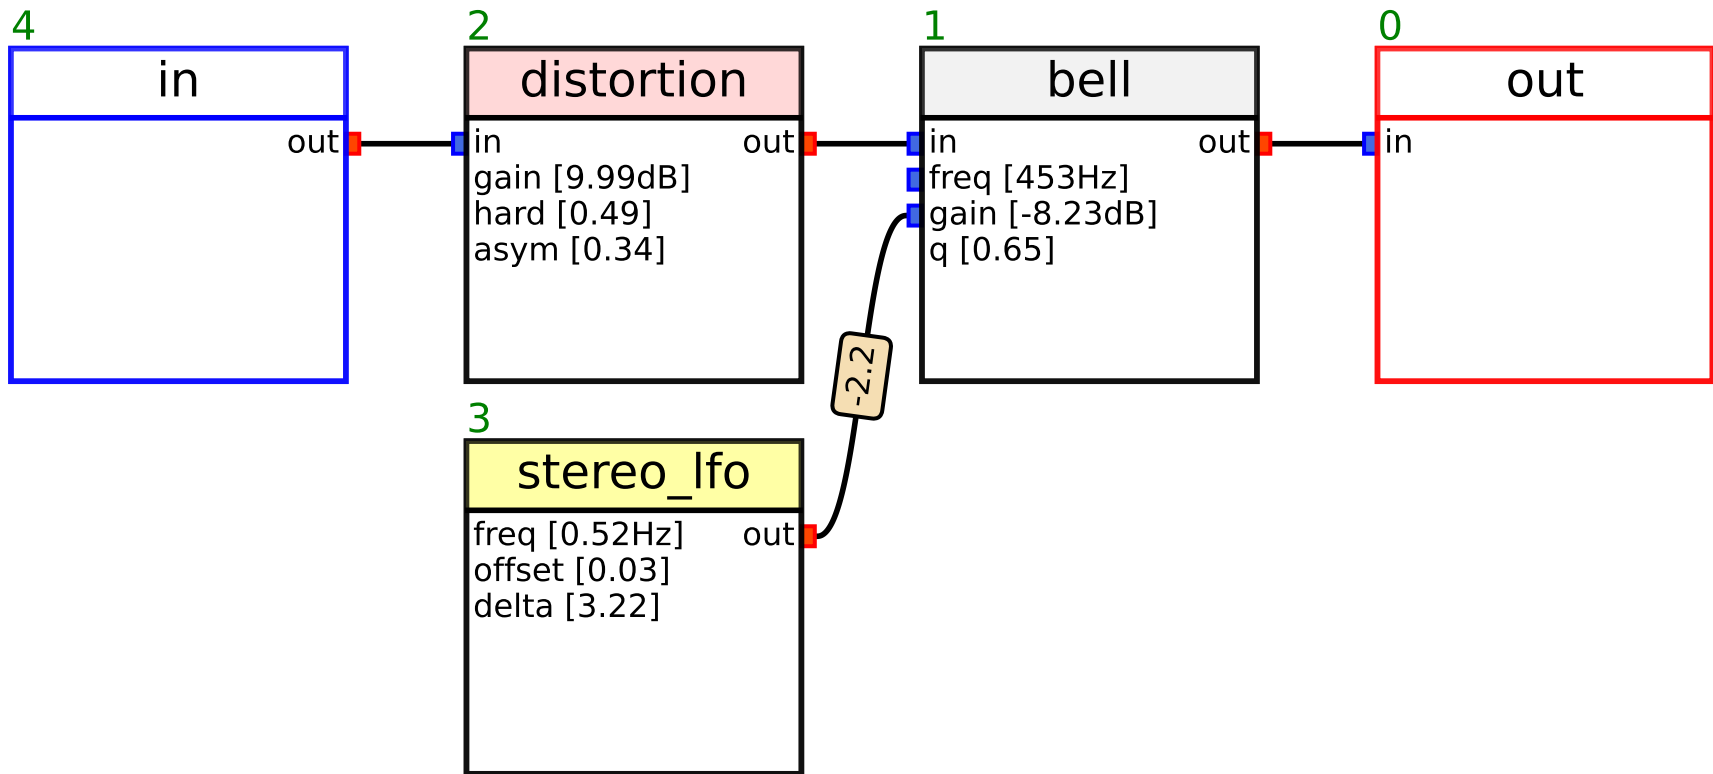 4
in
out
2
distortion
in
out
gain [9.99dB]
hard [0.49]
asym [0.34]
1
bell
in
out
freq [453Hz]
gain [-8.23dB]
q [0.65]
0
out
in
-2.2
3
stereo_lfo
freq [0.52Hz]
out
offset [0.03]
delta [3.22]